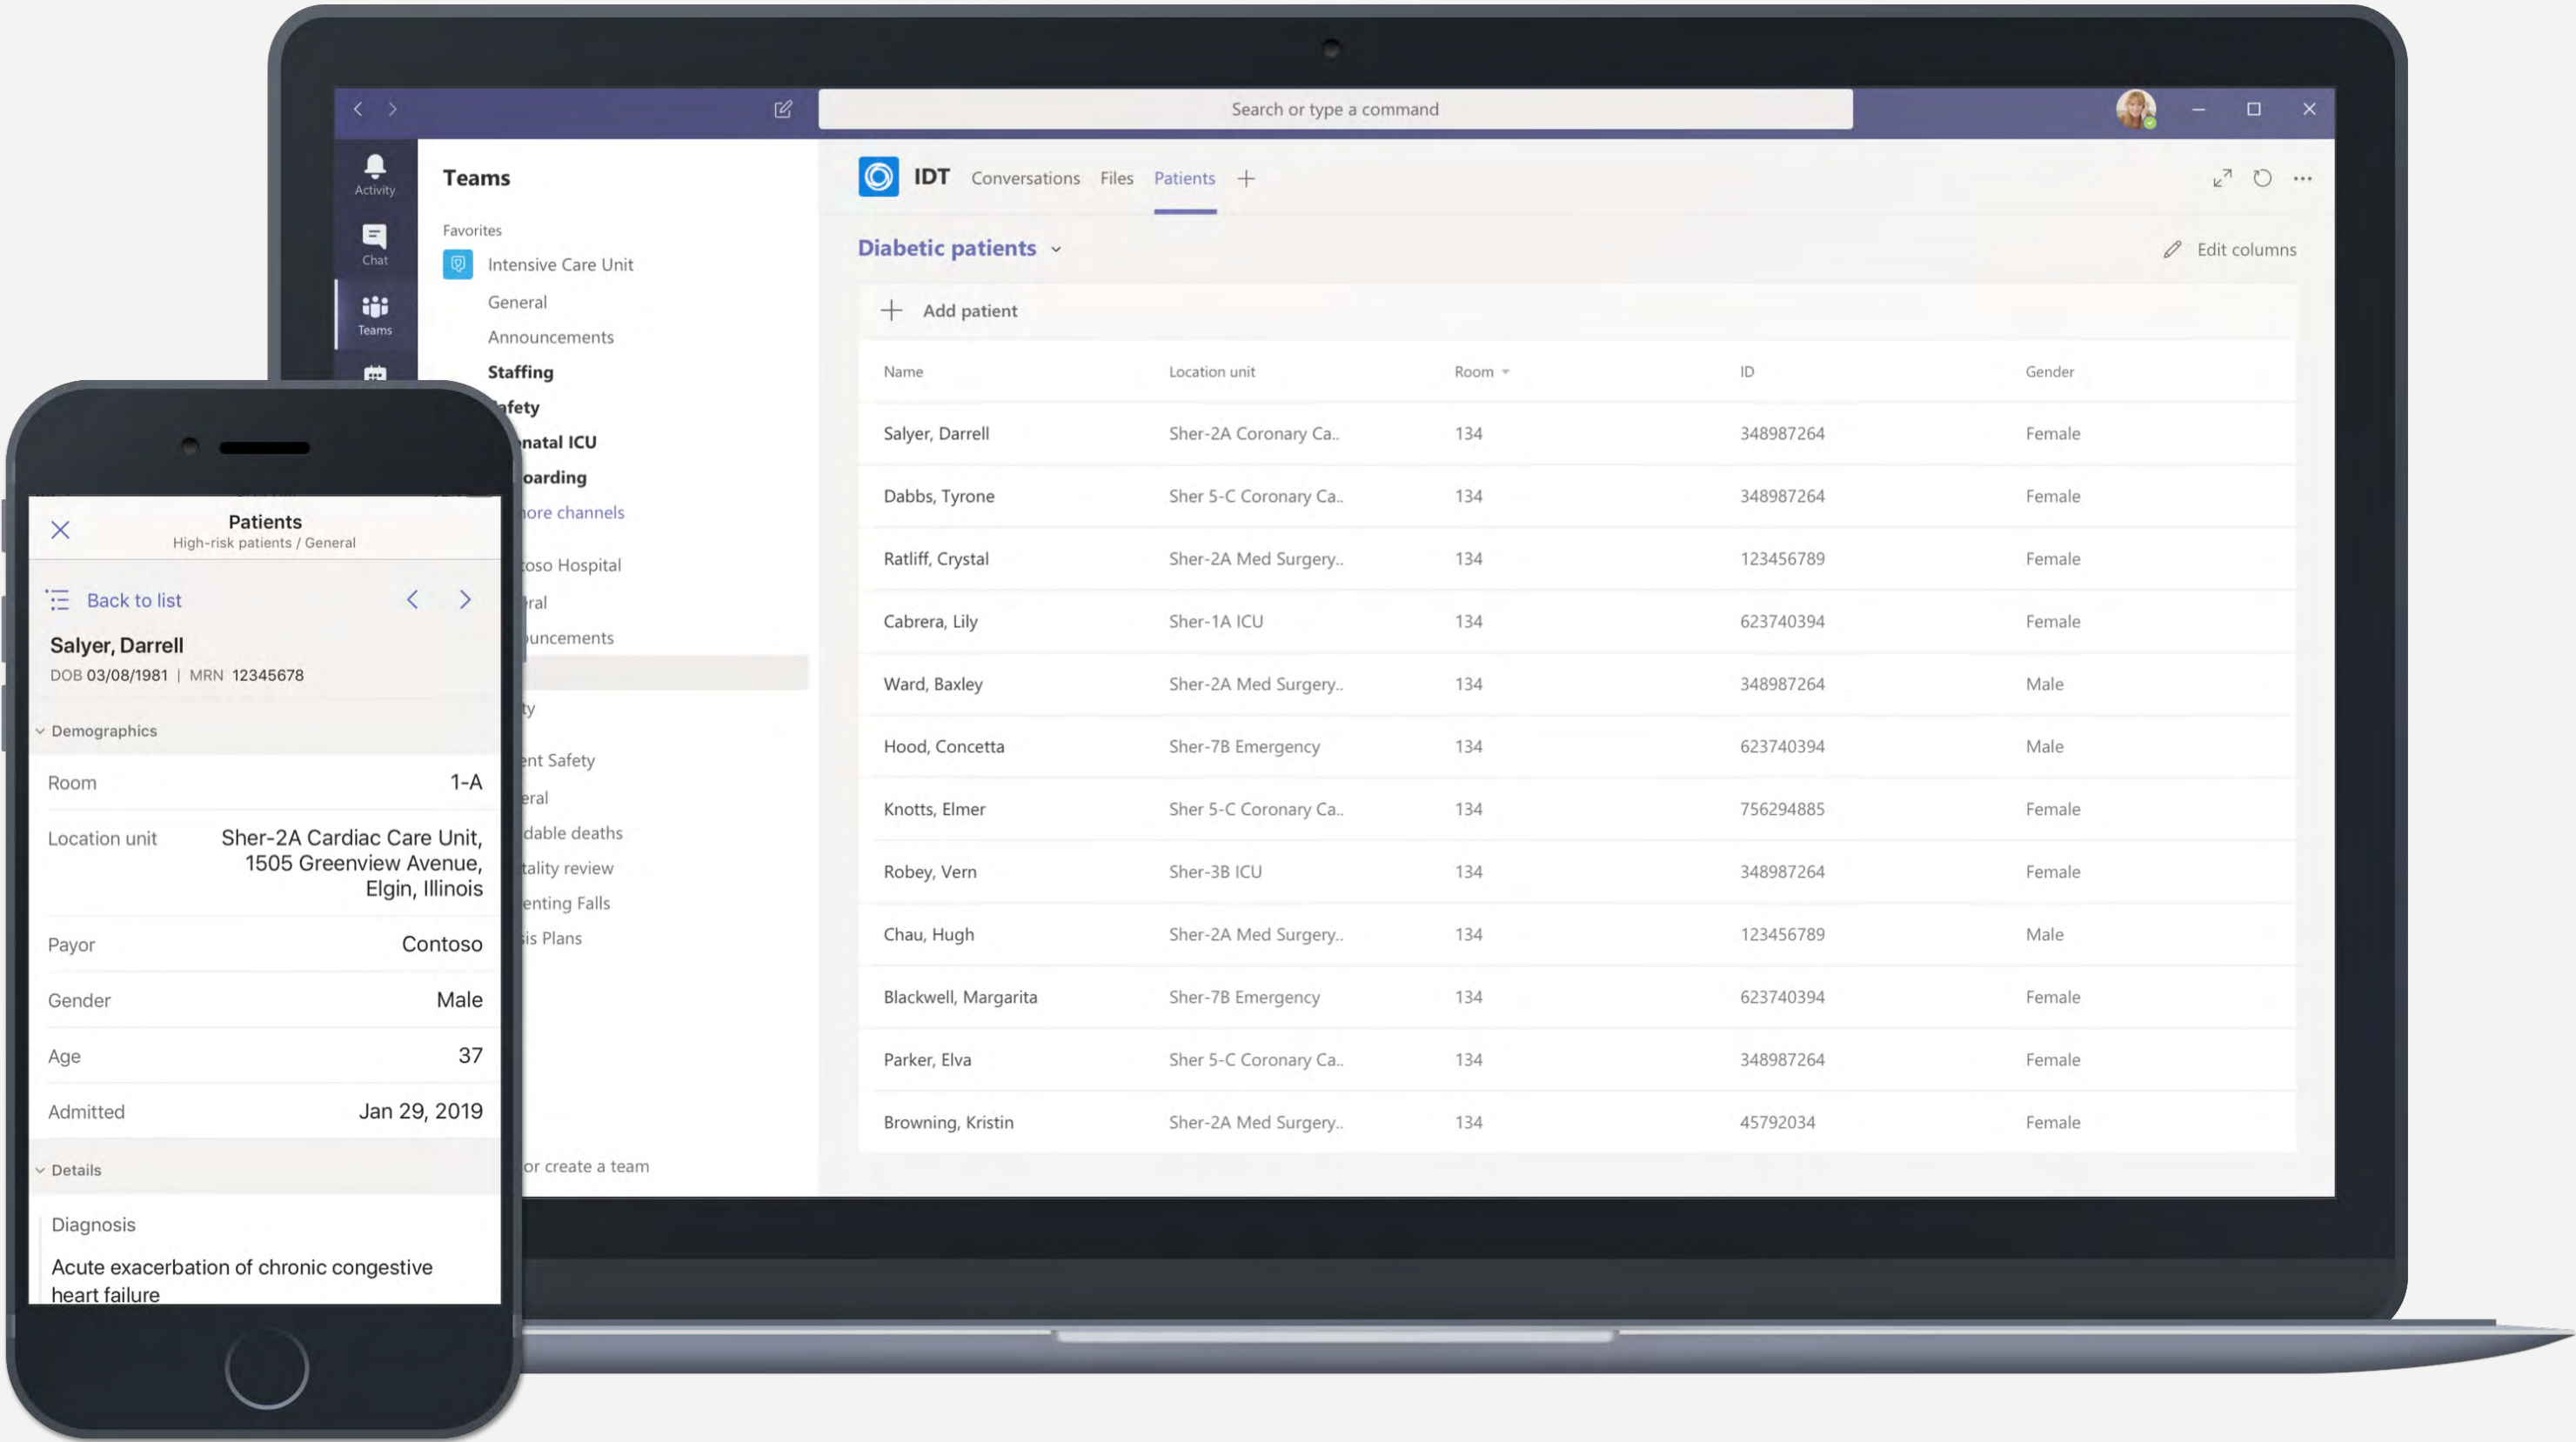 Search or type a command
Activity
Chat
Teams
Teams
Favorites
Intensive Care Unit
General
Announcements
Staffing
afety
natal ICU
oarding
ore channels
oso Hospital
ral
uncements
ty
ent Safety
eral
dable deaths
tality review
enting Falls
sis Plans
or create a team
IDT Conversations Files Patients
Diabetic patients
Edit columns
Add patient
Name Location unit Room ID Gender
Salyer, Darrell Sher-2A Coronary Ca.. 134 348987264 Female
Dabbs, Tyrone Sher 5-C Coronary Ca.. 134 348987264 Female
Ratliff, Crystal Sher-2A Med Surgery.. 134 123456789 Female
Cabrera, Lily Sher-1A ICU 134 623740394 Female
Ward, Baxley Sher-2A Med Surgery.. 134 348987264 Male
Hood, Concetta Sher-7B Emergency 134 623740394 Male
Knotts, Elmer Sher 5-C Coronary Ca.. 134 756294885 Female
Robey, Vern Sher-3B ICU 134 348987264 Female
Chau, Hugh Sher-2A Med Surgery.. 134 123456789 Male
Blackwell, Margarita Sher-7B Emergency 134 623740394 Female
Parker, Elva Sher 5-C Coronary Ca.. 134 348987264 Female
Browning, Kristin Sher-2A Med Surgery.. 134 45792034 Female
Patients
High-risk patients / General
Back to list
Salyer, Darrell
DOB 03/08/1981 | MRN 12345678
Demographics
Room 1-A
Location unit Sher-2A Cardiac Care Unit,
1505 Greenview Avenue,
Elgin, Illinois
Payor Contoso
Gender Male
Age 37
Admitted Jan 29, 2019
Details
Diagnosis
Acute exacerbation of chronic congestive
heart failure